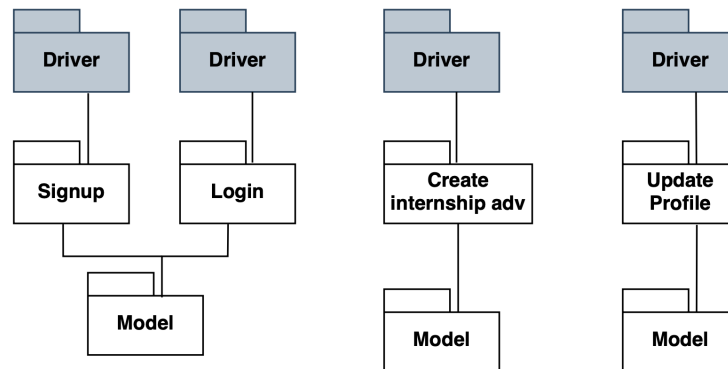 Driver
Driver
Driver
Driver
Signup
Login
Create
internship adv
Update
Profile
Model
Model
Model